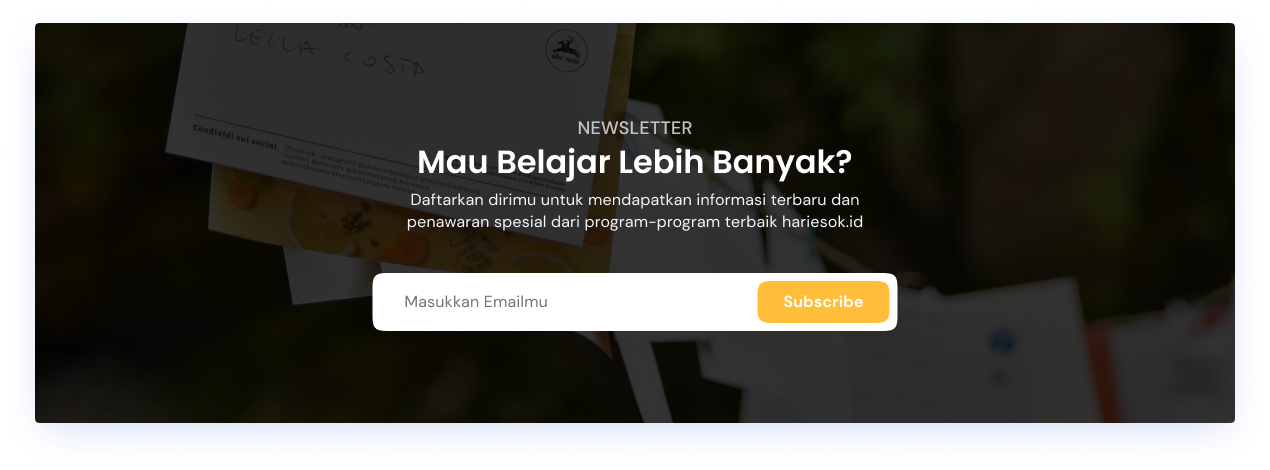 LELLA COSTA
Condividi sui social
NEWSLETTER
Mau Belajar Lebih Banyak?
Daftarkan dirimu untuk mendapatkan informasi terbaru dan
penawaran spesial dari program-program terbaik hariesok.id
Masukkan Emailmu
Subscribe